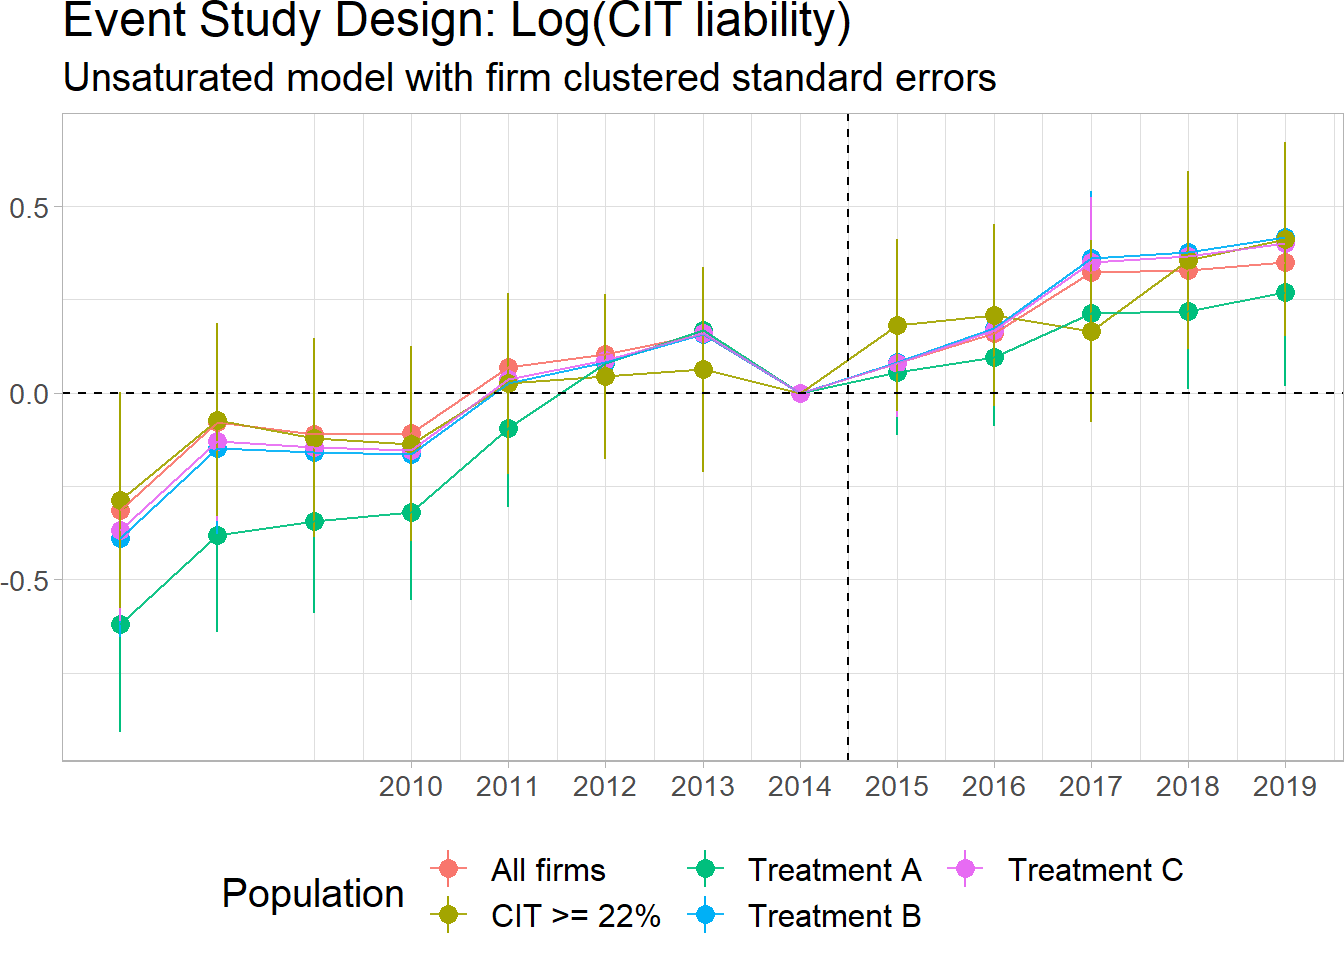 Event Study Design: Log(CIT liability)
Unsaturated model with firm clustered standard errors
0.5
0.0
-0.5
2010 2011 2012 2013 2014 2015 2016 2017 2018 2019
Population
All firms Treatment A Treatment C
CIT >= 22% Treatment B